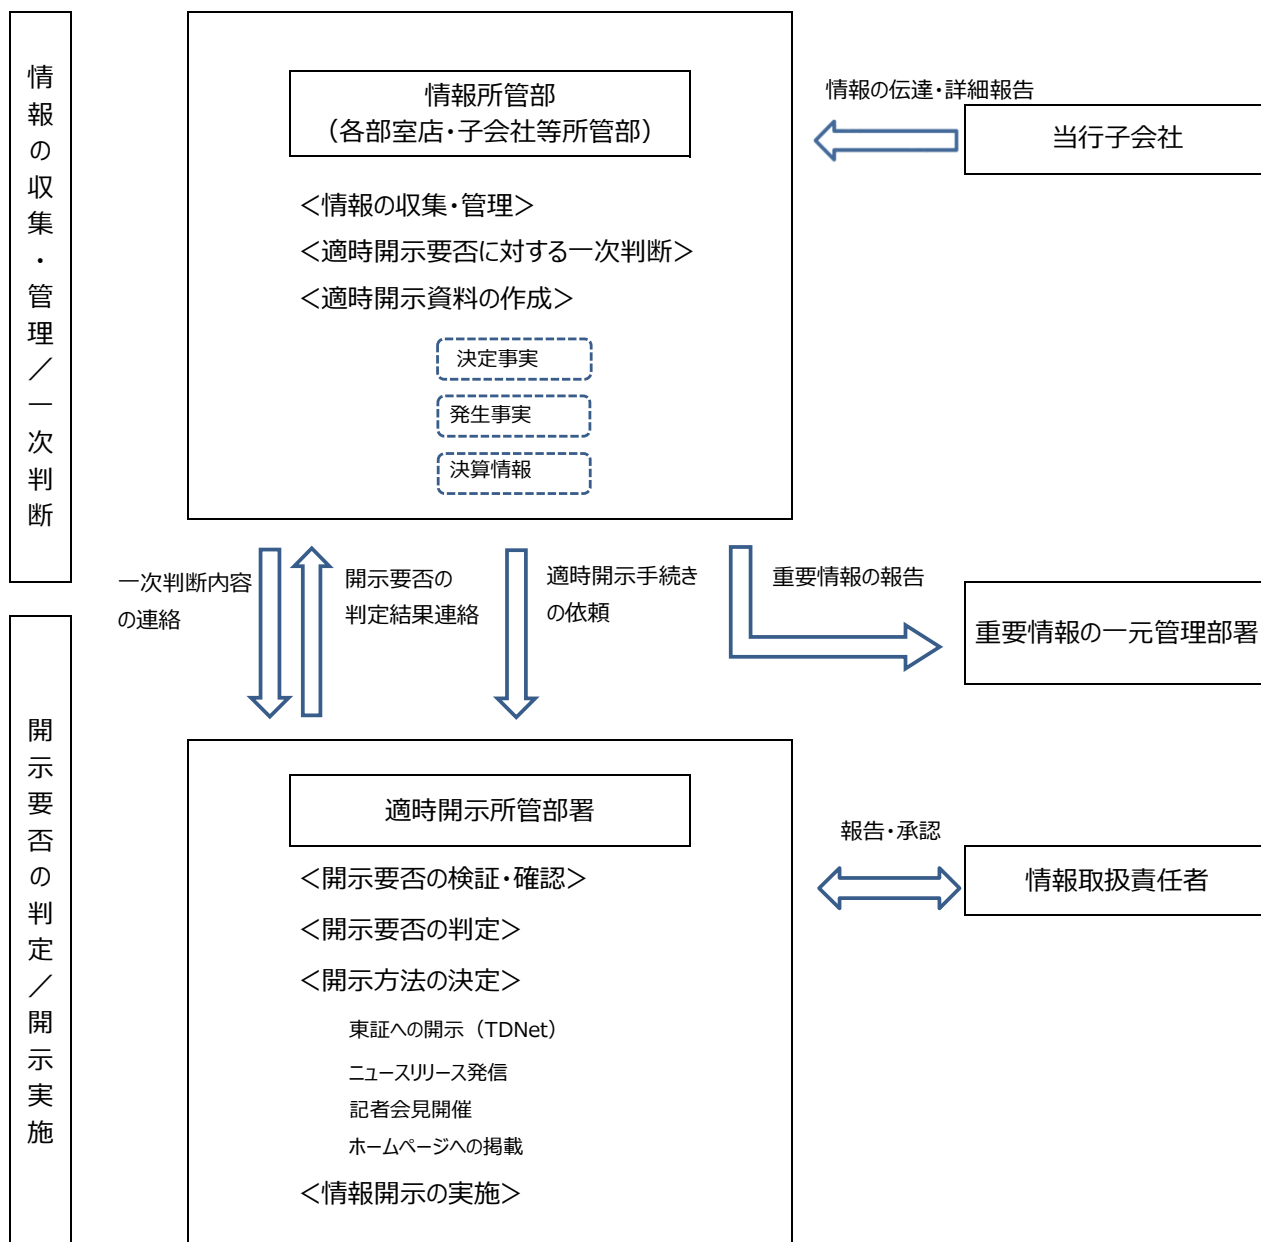 情報の収集・管理／一次判断
情報所管部
（各部室店・子会社等所管部）
＜情報の収集・管理＞
＜適時開示要否に対する一次判断＞
＜適時開示資料の作成＞
決定事実
発生事実
決算情報
情報の伝達・詳細報告
当行子会社
一次判断内容
の連絡
開示要否の
判定結果連絡
適時開示手続き
の依頼
重要情報の報告
重要情報の一元管理部署
開示要否の判定／開示実施
適時開示所管部署
＜開示要否の検証・確認＞
＜開示要否の判定＞
＜開示方法の決定＞
東証への開示（TDNet）
ニュースリリース発信
記者会見開催
ホームページへの掲載
＜情報開示の実施＞
報告・承認
情報取扱責任者